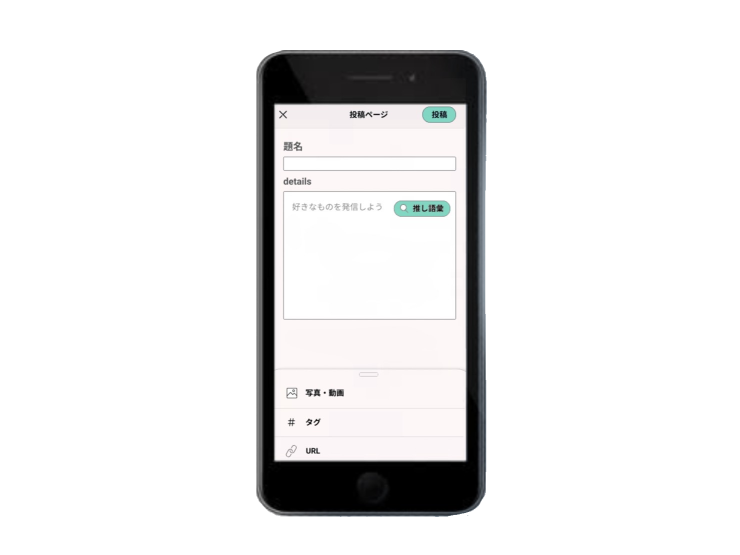 投稿ページ
投稿
題名
details
好きなものを発信しよう
推し語彙
写真・動画
# タグ
URL